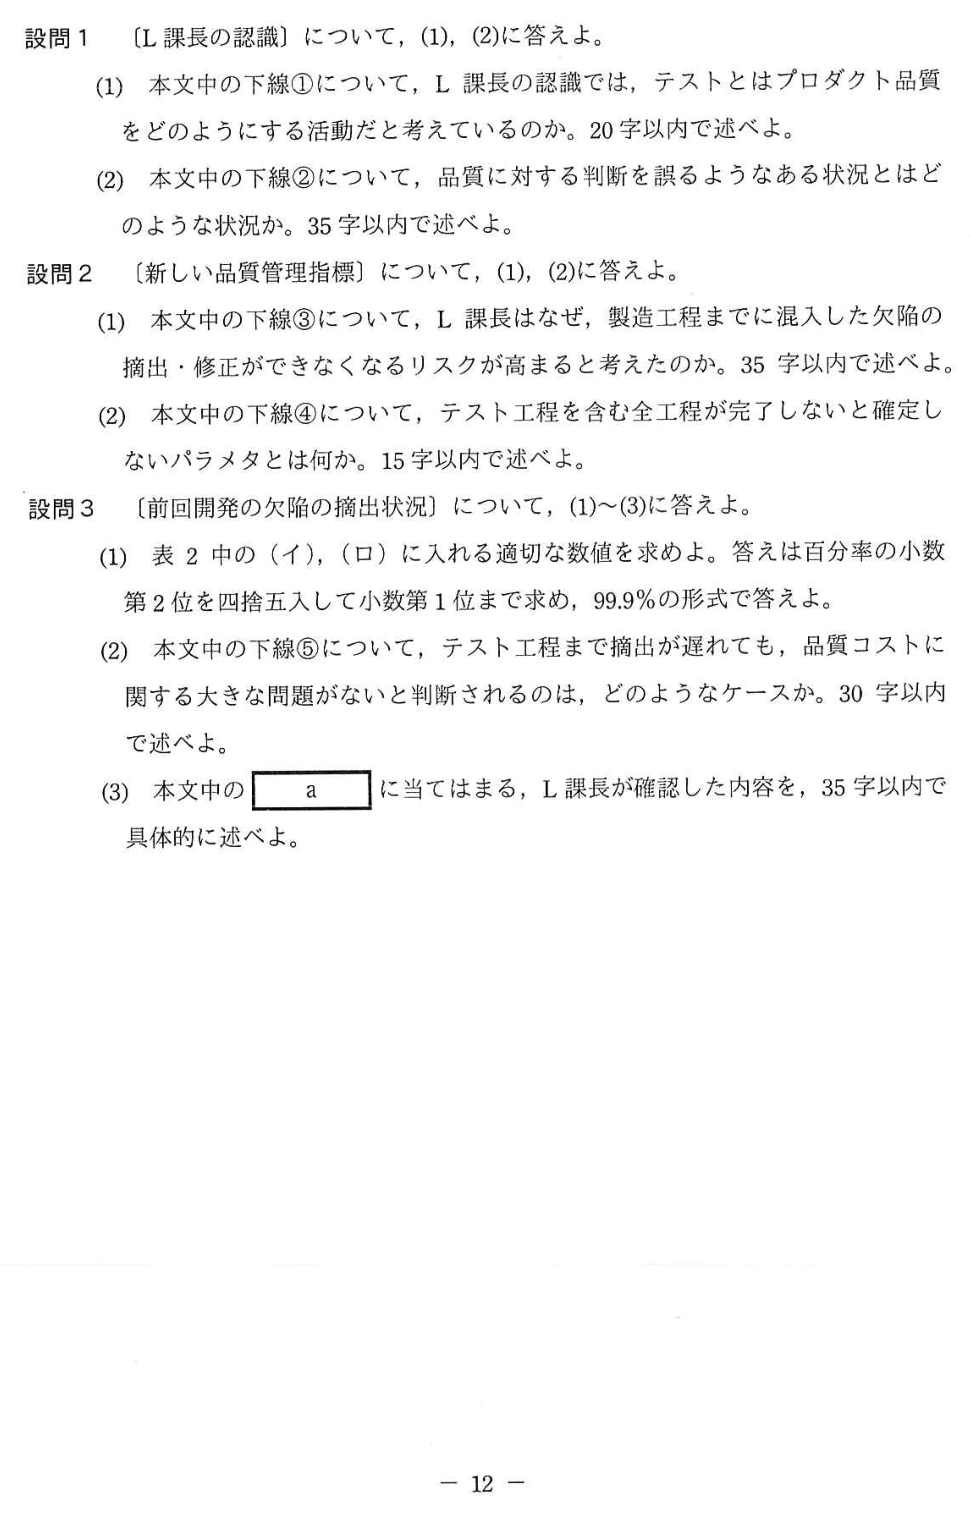 設問1 〔L 課長の認識〕について，(1)，(2)に答えよ。
(1) 本文中の下線①について，L 課長の認識では，テストとはプロダクト品質
をどのようにする活動だと考えているのか。20 字以内で述べよ。
(2) 本文中の下線②について，品質に対する判断を誤るようなある状況とはど
のような状況か。35 字以内で述べよ。
設問2 〔新しい品質管理指標〕について，(1)，(2)に答えよ。
(1) 本文中の下線③について，L 課長はなぜ，製造工程までに混入した欠陥の
摘出・修正ができなくなるリスクが高まると考えたのか。35 字以内で述べよ。
(2) 本文中の下線④について，テスト工程を含む全工程が完了しないと確定し
ないパラメタとは何か。15 字以内で述べよ。
設問3 〔前回開発の欠陥の摘出状況〕について，(1)～(3)に答えよ。
(1) 表 2 中の（イ），（ロ）に入れる適切な数値を求めよ。答えは百分率の小数
第 2 位を四捨五入して小数第 1 位まで求め，99.9%の形式で答えよ。
(2) 本文中の下線⑤について，テスト工程まで摘出が遅れても，品質コストに
関する大きな問題がないと判断されるのは，どのようなケースか。30 字以内
で述べよ。
(3) 本文中の a に当てはまる，L 課長が確認した内容を，35 字以内で
具体的に述べよ。
－ 12 －